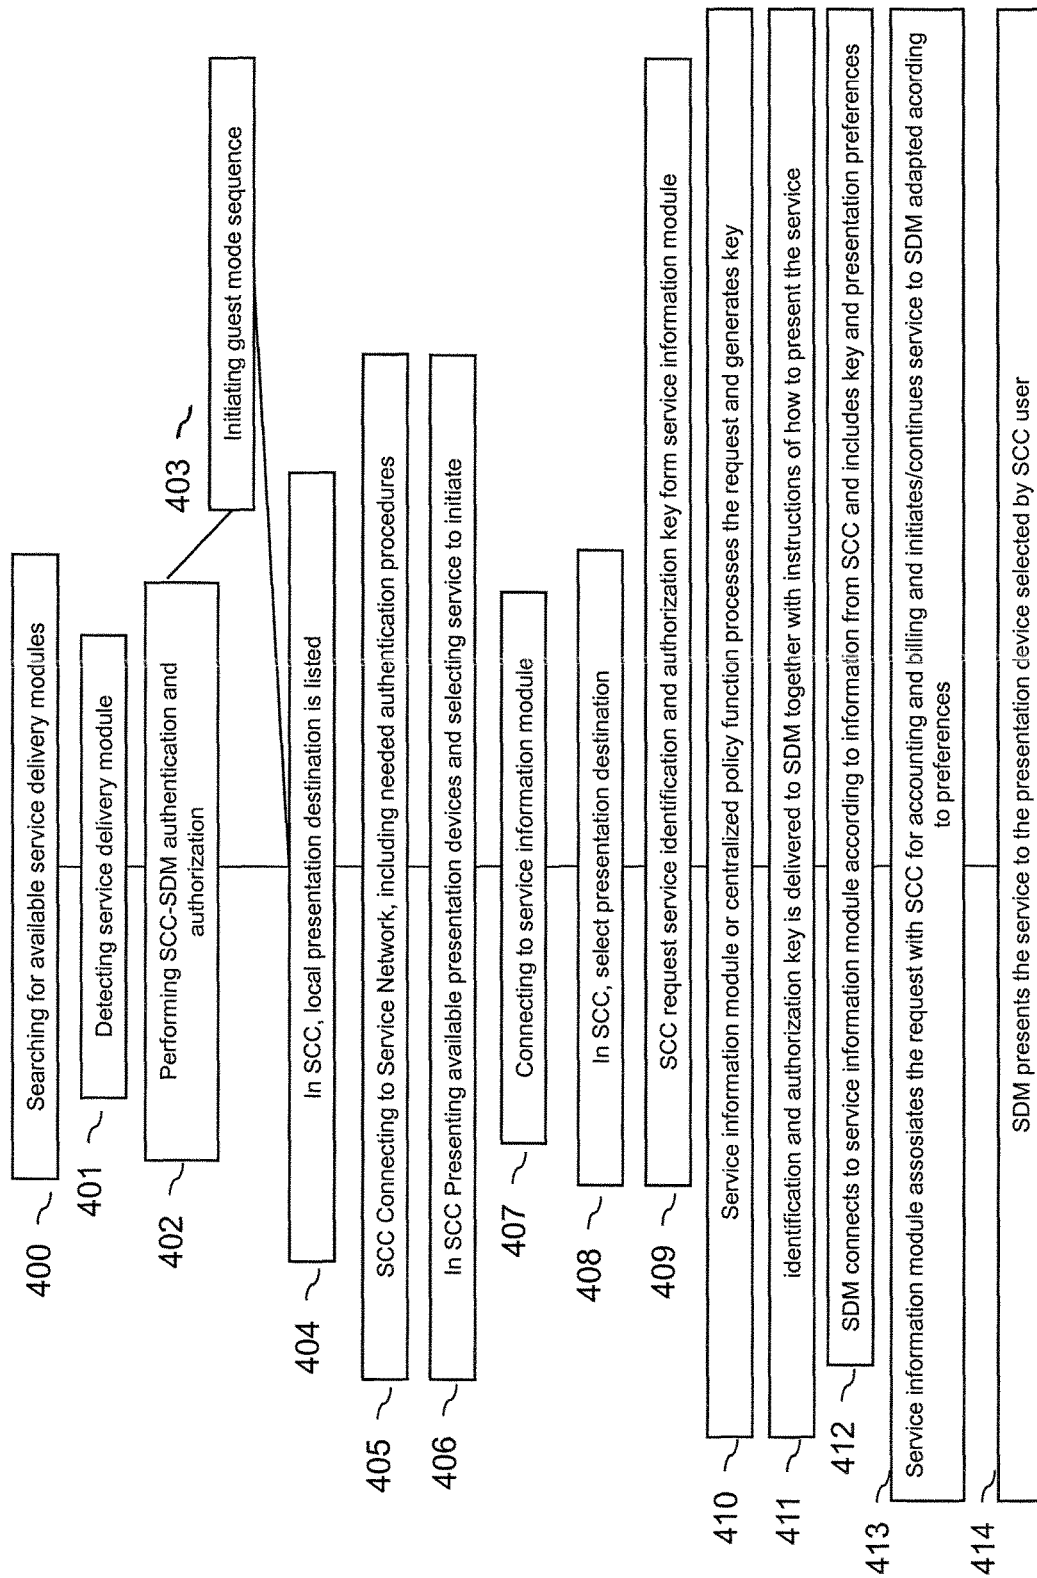 400
Searching for available service delivery modules
401
Detecting service delivery module
402
Performing SCC-SDM authentication and
authorization
403
Initiating guest mode sequence
404
In SCC, local presentation destination is listed
405
SCC Connecting to Service Network, including needed authentication procedures
406
In SCC Presenting available presentation devices and selecting service to initiate
407
Connecting to service information module
408
In SCC, select presentation destination
409
SCC request service identification and authorization key form service information module
410
Service information module or centralized policy function processes the request and generates key
411
identification and authorization key is delivered to SDM together with instructions of how to present the service
412
SDM connects to service information module according to information from SCC and includes key and presentation preferences
413
Service information module assosiates the request with SCC for accounting and billing and initiates/continues service to SDM adapted acording
to preferences
414
SDM presents the service to the presentation device selected by SCC user